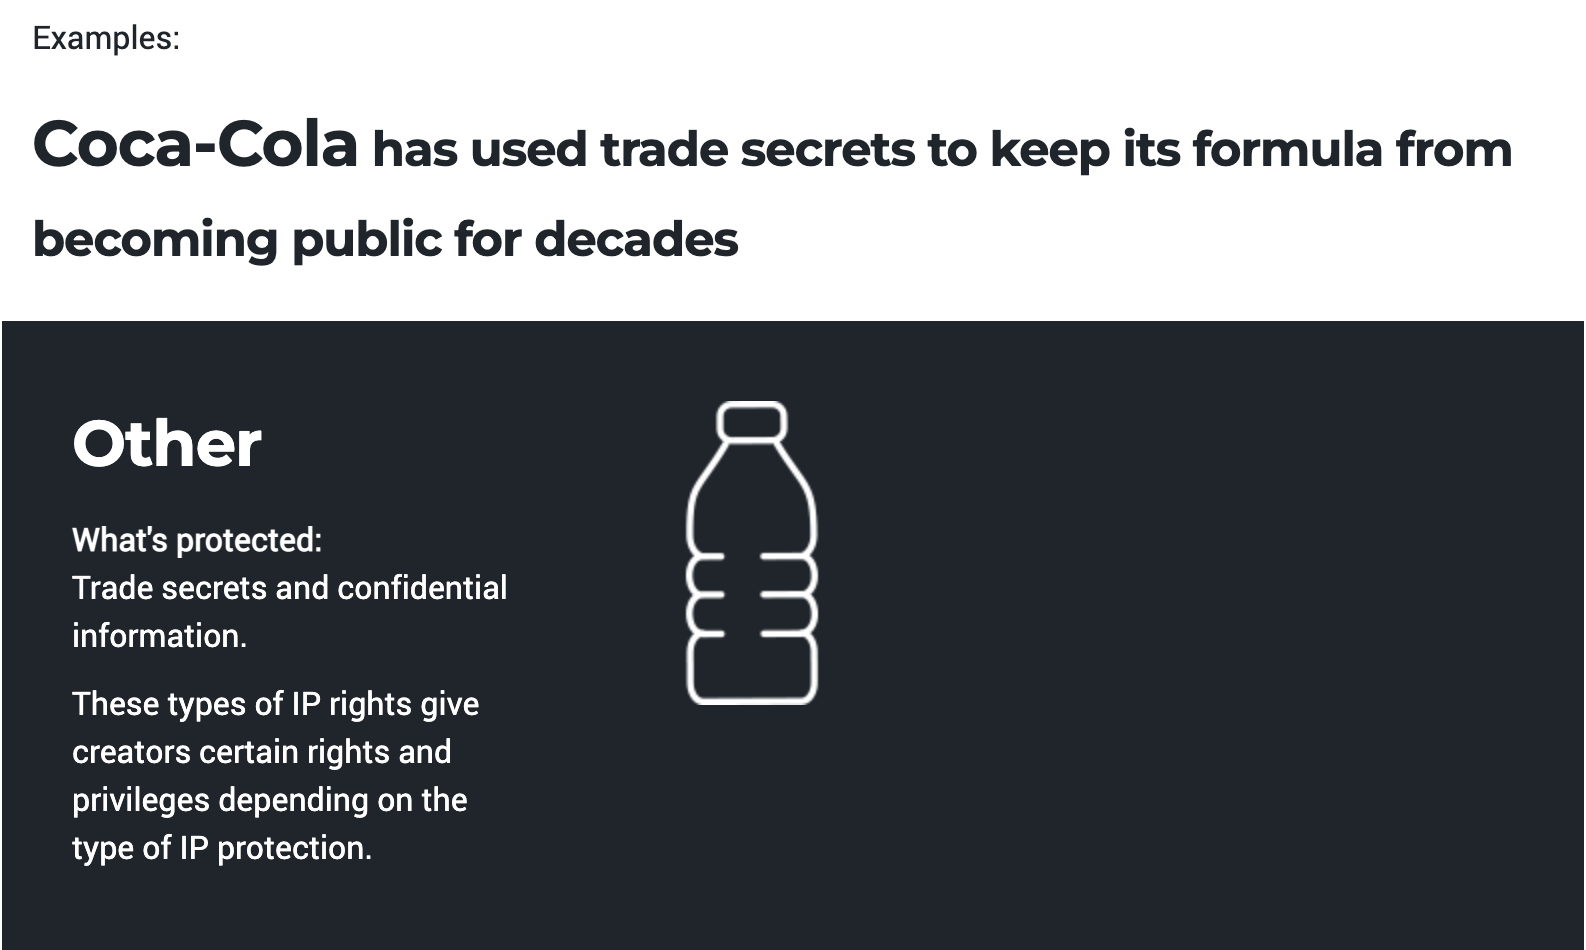 Examples:
Coca-Cola has used trade secrets to keep its formula from
becoming public for decades
Other
What's protected:
Trade secrets and confidential
information.
These types of IP rights give
creators certain rights and
privileges depending on the
type of IP protection.